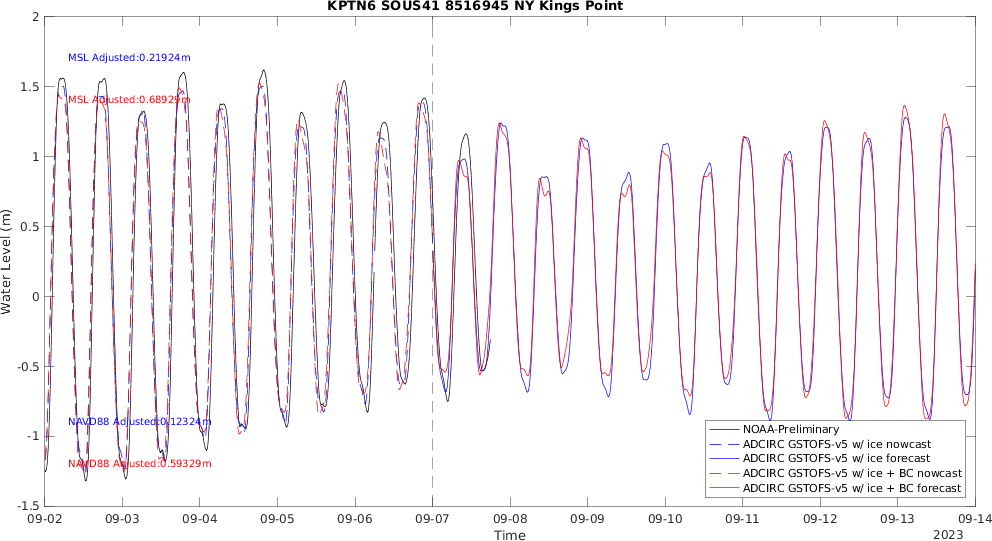 KPTN6 SOUS41 8516945 NY Kings Point
2
1.5
1
0.5
0
-0.5
-1
-1.5
Water Level (m)
MSL Adjusted:0.21924m
MSL Adjusted:0.68929m
NAVD88 Adjusted:0.12324m
NAVD88 Adjusted:0.59329m
NOAA-Preliminary
ADCIRC GSTOFS-v5 w/ ice nowcast
ADCIRC GSTOFS-v5 w/ ice forecast
ADCIRC GSTOFS-v5 w/ ice + BC nowcast
ADCIRC GSTOFS-v5 w/ ice + BC forecast
09-02 09-03 09-04 09-05 09-06 09-07 09-08 09-09 09-10 09-11 09-12 09-13 09-14
Time
2023